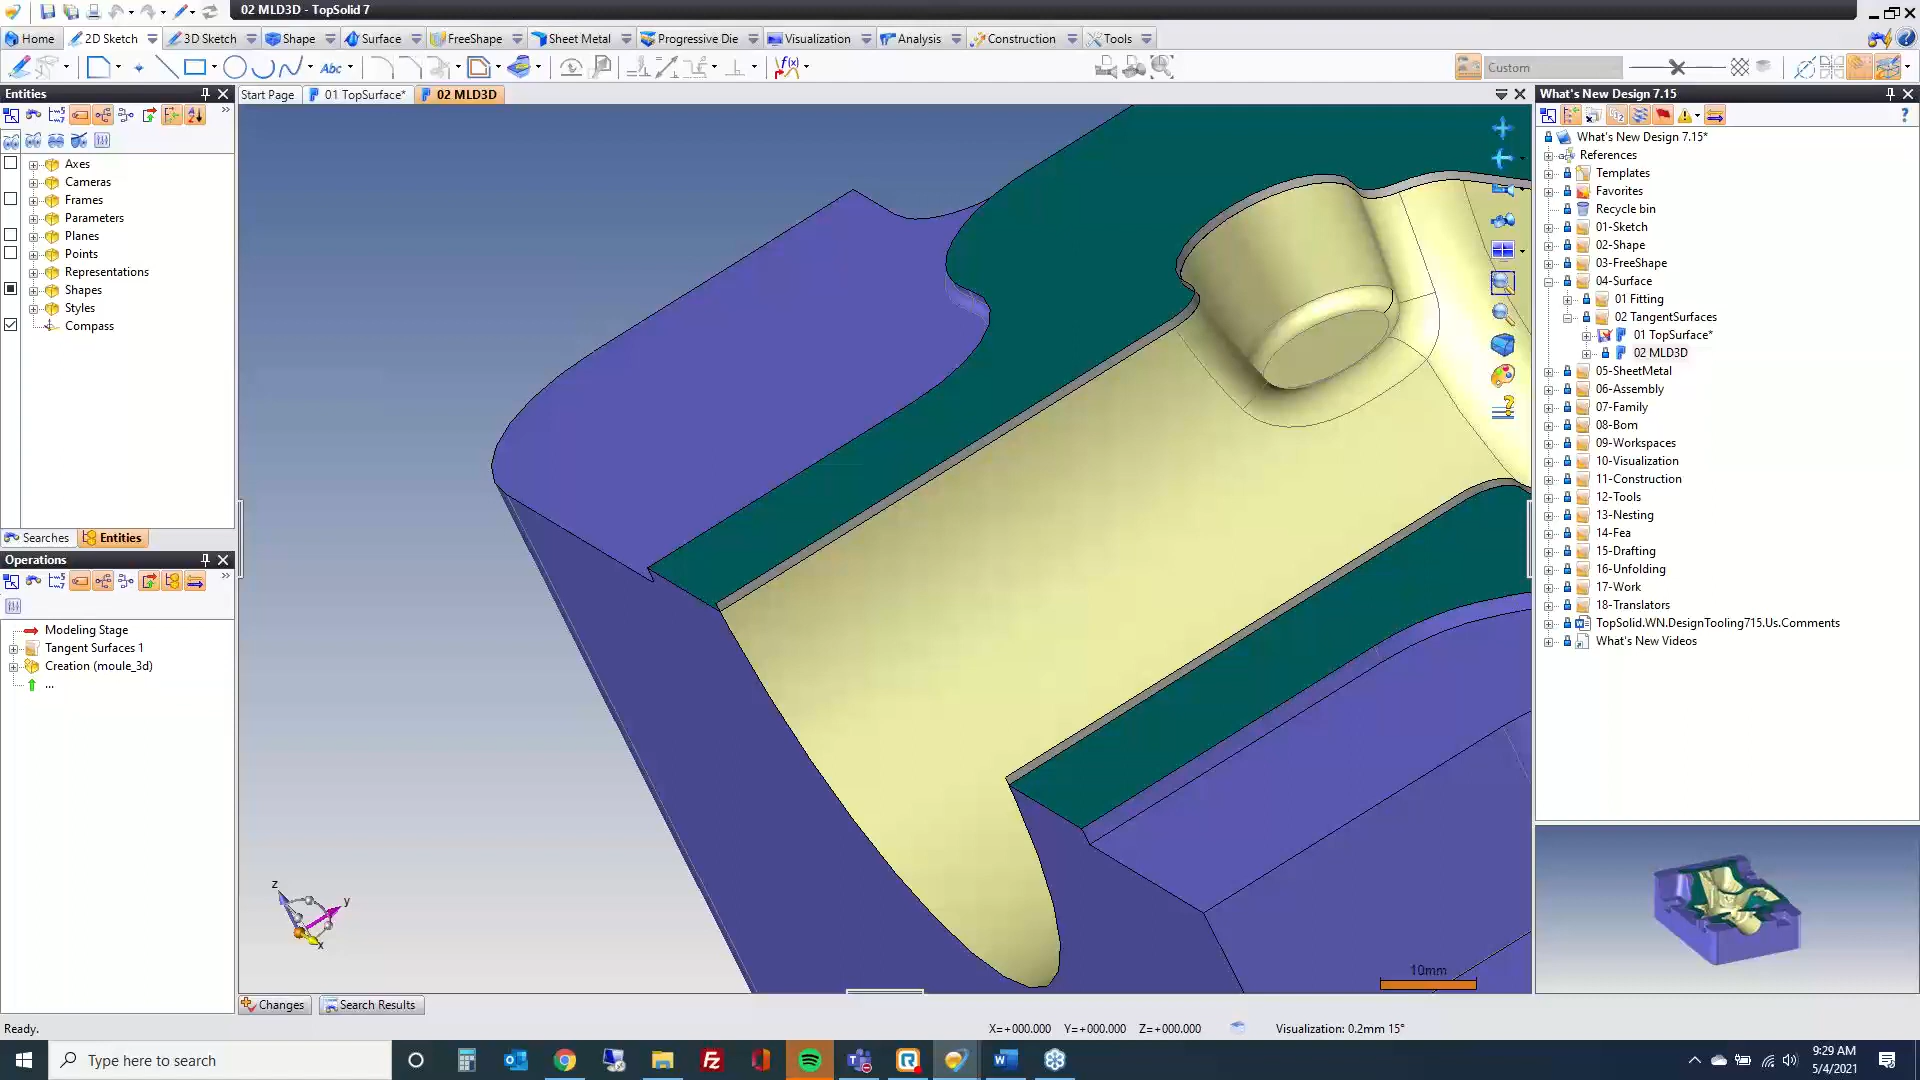 02 MLD3D - TopSolid 7
Home
2D Sketch
3D Sketch
Shape
Surface
FreeShape
Sheet Metal
Progressive Die
Visualization
Analysis
Construction
Tools
Abc
Custom
Entities
Start Page
01 TopSurface*
02 MLD3D
What's New Design 7.15
Axes
Cameras
Frames
Parameters
Planes
Points
Representations
Shapes
Styles
Compass
Searches
Entities
Operations
Modeling Stage
Tangent Surfaces 1
Creation (moule_3d)
...
z
y
x
10mm
What's New Design 7.15*
References
Templates
Favorites
Recycle bin
01-Sketch
02-Shape
03-FreeShape
04-Surface
01 Fitting
02 TangentSurfaces
01 TopSurface*
02 MLD3D
05-SheetMetal
06-Assembly
07-Family
08-Bom
09-Workspaces
10-Visualization
11-Construction
12-Tools
13-Nesting
14-Fea
15-Drafting
16-Unfolding
17-Work
18-Translators
TopSolid.WN.DesignTooling715.Us.Comments
What's New Videos
Changes
Search Results
Ready.
X=+000.000 Y=+000.000 Z=+000.000
Visualization: 0.2mm 15°
Type here to search
9:29 AM
5/4/2021